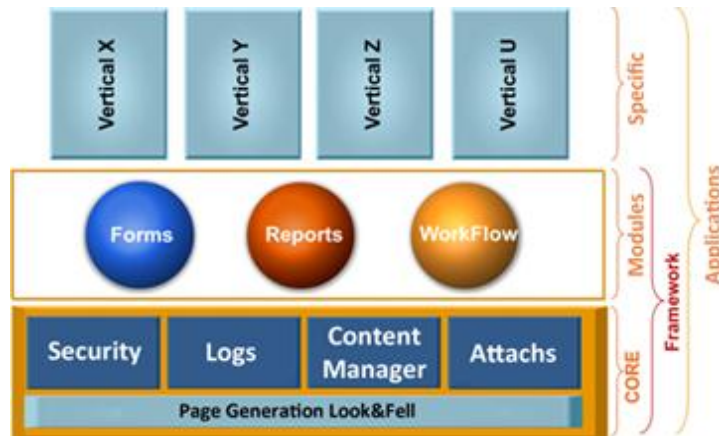 Vertical X
Vertical Y
Vertical Z
Vertical U
Specific
Forms
Reports
WorkFlow
Modules
Security
Logs
Content
Manager
Attachs
Page Generation Look&Fell
CORE
Framework
Applications